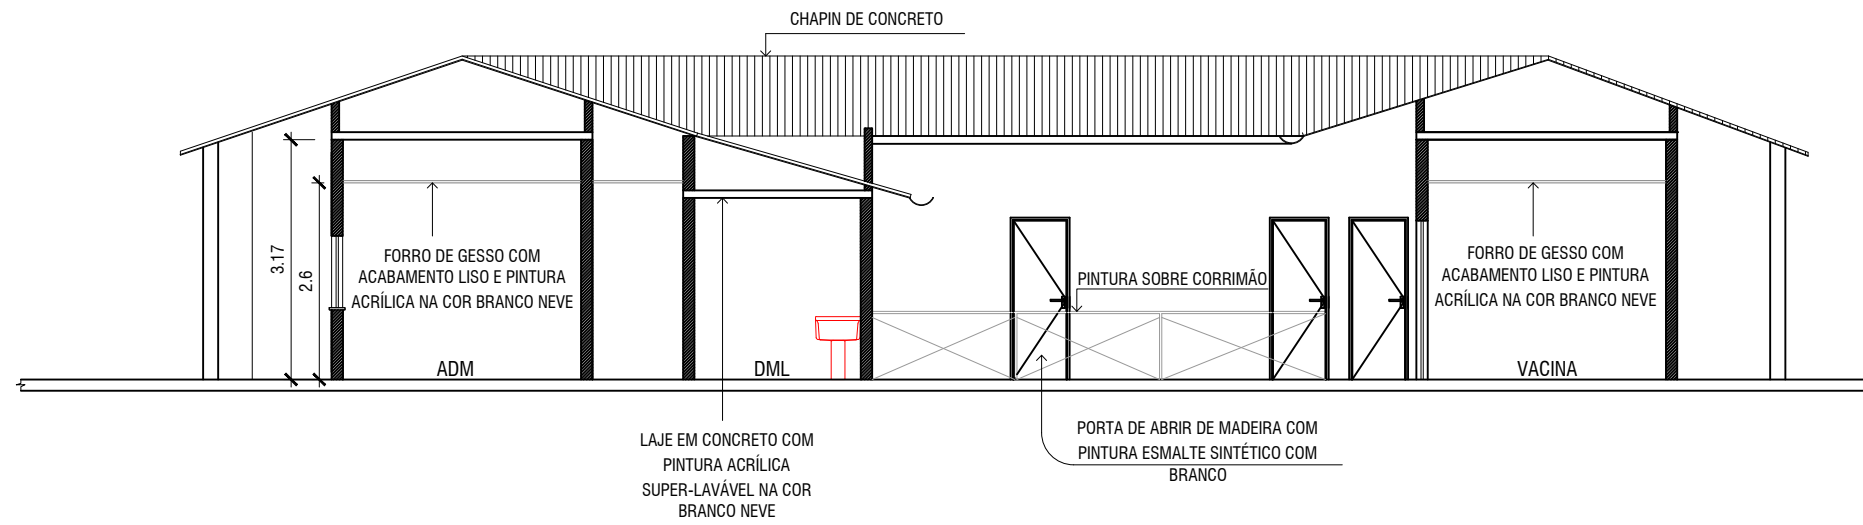 CHAPIN DE CONCRETO
3.17
2.6
FORRO DE GESSO COM
ACABAMENTO LISO E PINTURA
ACRÍLICA NA COR BRANCO NEVE
PINTURA SOBRE CORRIMÃO
FORRO DE GESSO COM
ACABAMENTO LISO E PINTURA
ACRÍLICA NA COR BRANCO NEVE
ADM
DML
VACINA
LAJE EM CONCRETO COM
PINTURA ACRÍLICA
SUPER-LAVÁVEL NA COR
BRANCO NEVE
PORTA DE ABRIR DE MADEIRA COM
PINTURA ESMALTE SINTÉTICO COM
BRANCO